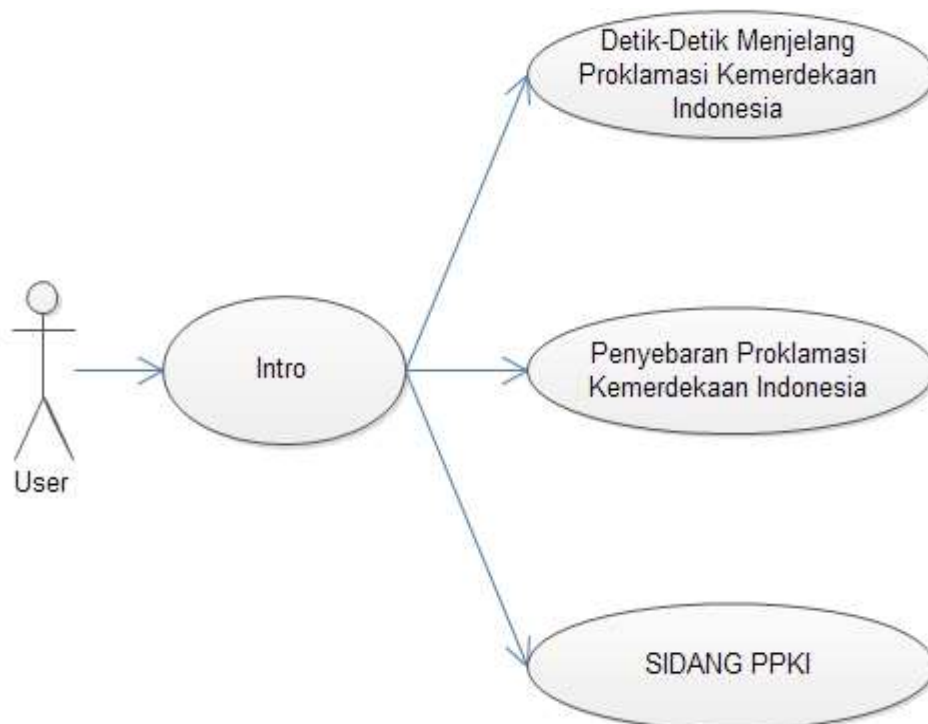 Detik-Detik Menjelang
Proklamasi Kemerdekaan
Indonesia
Intro
Penyebaran Proklamasi
Kemerdekaan Indonesia
User
SIDANG PPKI